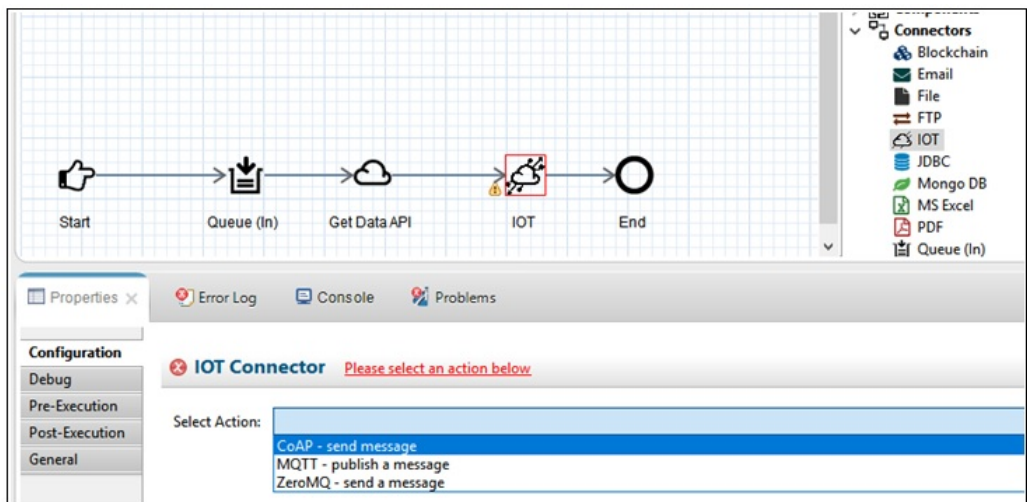 Components
Connectors
Blockchain
Email
File
FTP
IOT
JDBC
Mongo DB
MS Excel
PDF
Queue (In)
Start
Queue (In)
Get Data API
IOT
End
Properties
Error Log
Console
Problems
Configuration
Debug
Pre-Execution
Post-Execution
General
IOT Connector Please select an action below
Select Action:
CoAP - send message
MQTT - publish a message
ZeroMQ - send a message